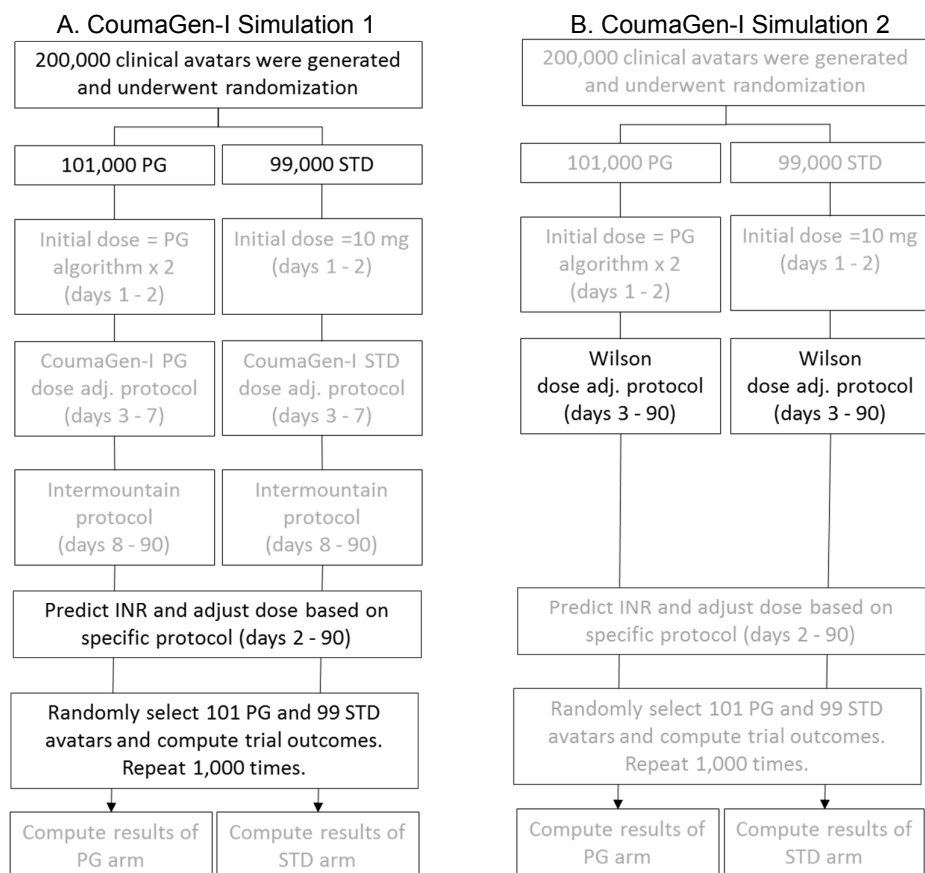 A. CoumaGen-I Simulation 1
200,000 clinical avatars were generated
and underwent randomization
101,000 PG
99,000 STD
Initial dose = PG
algorithm x 2
(days 1 - 2)
Initial dose =10 mg
(days 1 - 2)
CoumaGen-I PG
dose adj. protocol
(days 3 - 7)
CoumaGen-I STD
dose adj. protocol
(days 3 - 7)
Intermountain
protocol
(days 8 - 90)
Intermountain
protocol
(days 8 - 90)
Predict INR and adjust dose based on
specific protocol (days 2 - 90)
Randomly select 101 PG and 99 STD
avatars and compute trial outcomes.
Repeat 1,000 times.
Compute results of
PG arm
Compute results of
STD arm
B. CoumaGen-I Simulation 2
200,000 clinical avatars were generated
and underwent randomization
101,000 PG
99,000 STD
Initial dose = PG
algorithm x 2
(days 1 - 2)
Initial dose =10 mg
(days 1 - 2)
Wilson
dose adj. protocol
(days 3 - 90)
Wilson
dose adj. protocol
(days 3 - 90)
Predict INR and adjust dose based on
specific protocol (days 2 - 90)
Randomly select 101 PG and 99 STD
avatars and compute trial outcomes.
Repeat 1,000 times.
Compute results of
PG arm
Compute results of
STD arm